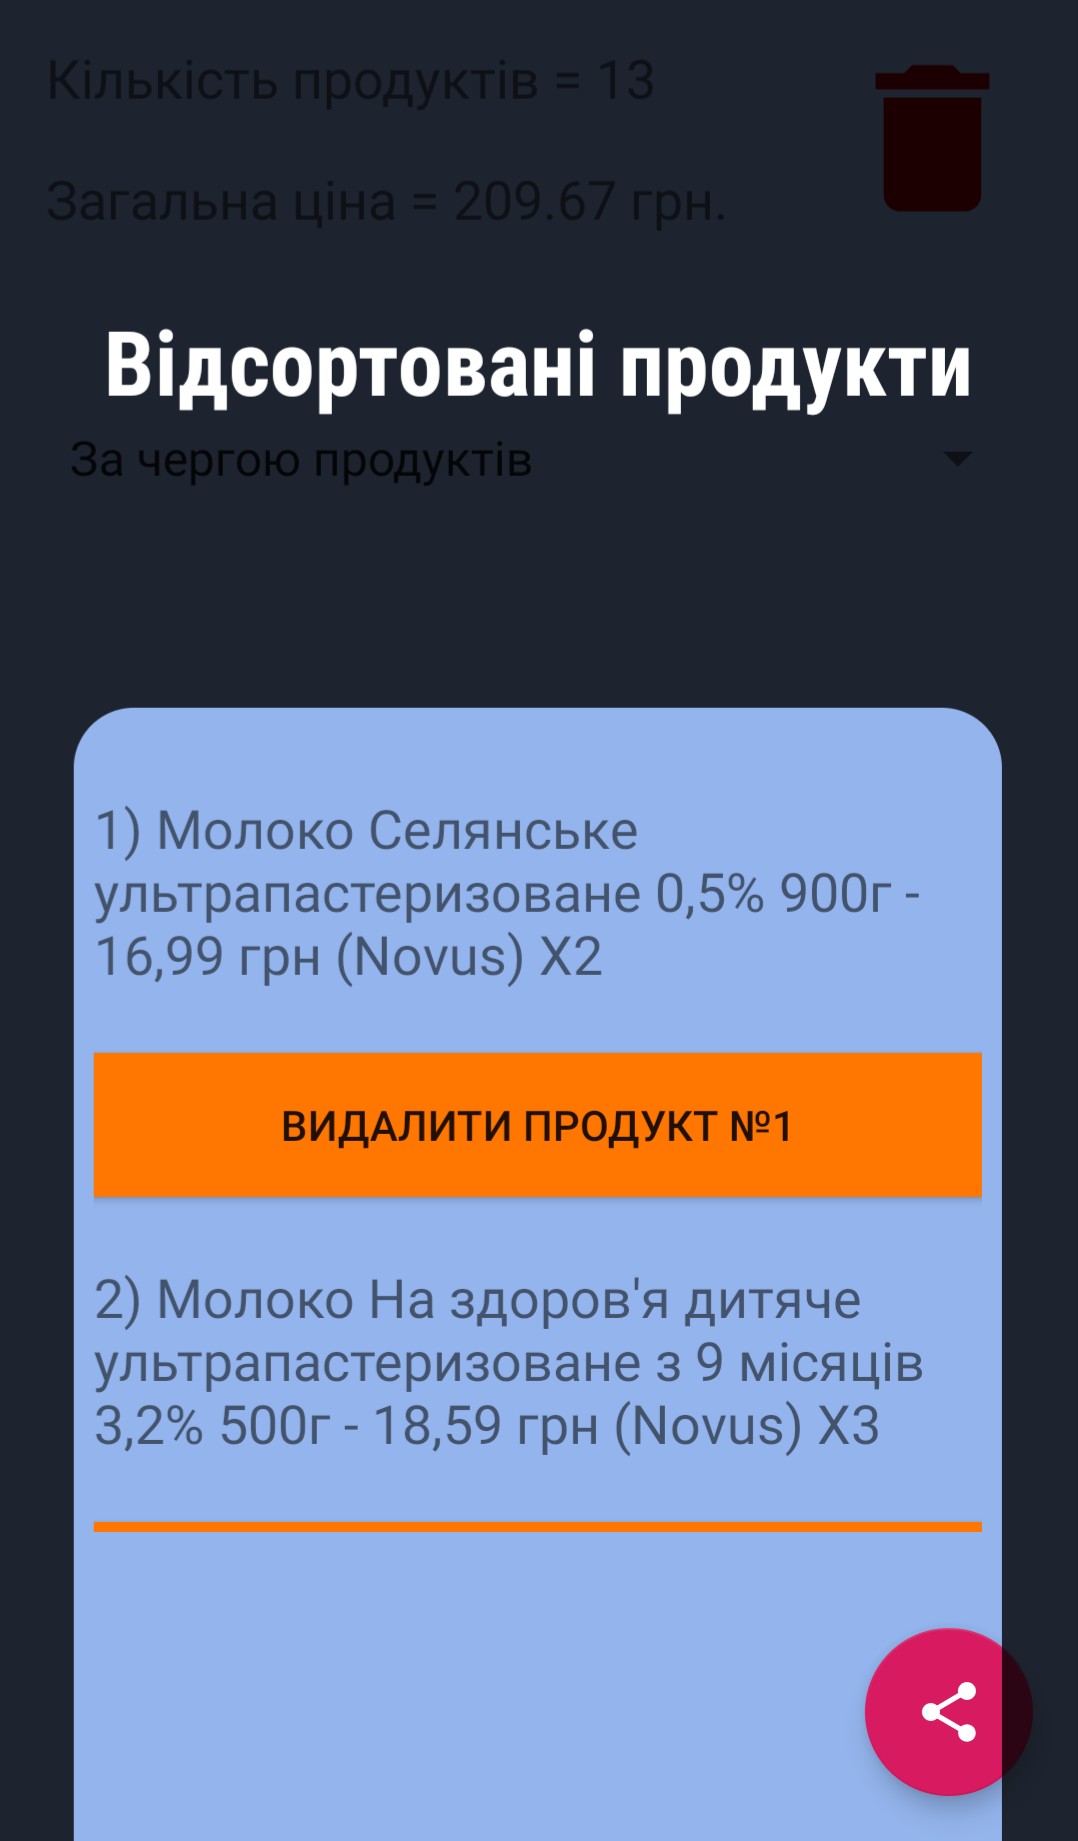 Кількість продуктів = 13
Загальна ціна = 209.67 грн.
Відсортовані продукти
За чергою продуктів
1) Молоко Селянське
ультрапастеризоване 0,5% 900г -
16,99 грн (Novus) X2
ВИДАЛИТИ ПРОДУКТ №1
2) Молоко На здоров'я дитяче
ультрапастеризоване з 9 місяців
3,2% 500г - 18,59 грн (Novus) X3